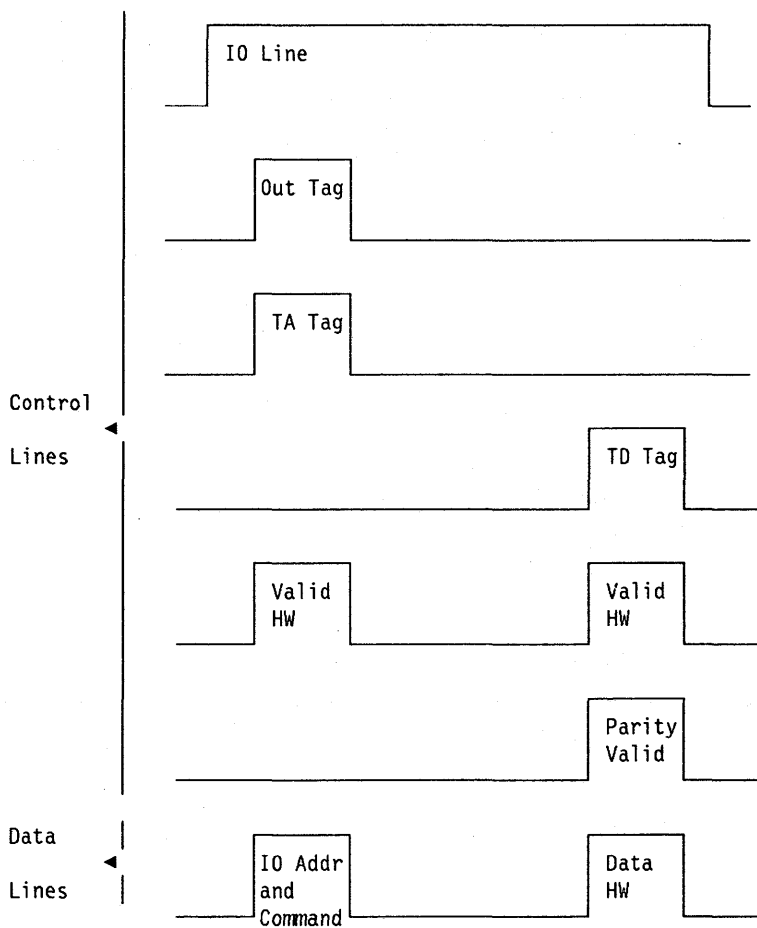 IO Line
Out Tag
TA Tag
Control
Lines
TD Tag
Valid
HW
Valid
HW
Parity
Valid
Data
Lines
IO Addr
and
Command
Data
HW